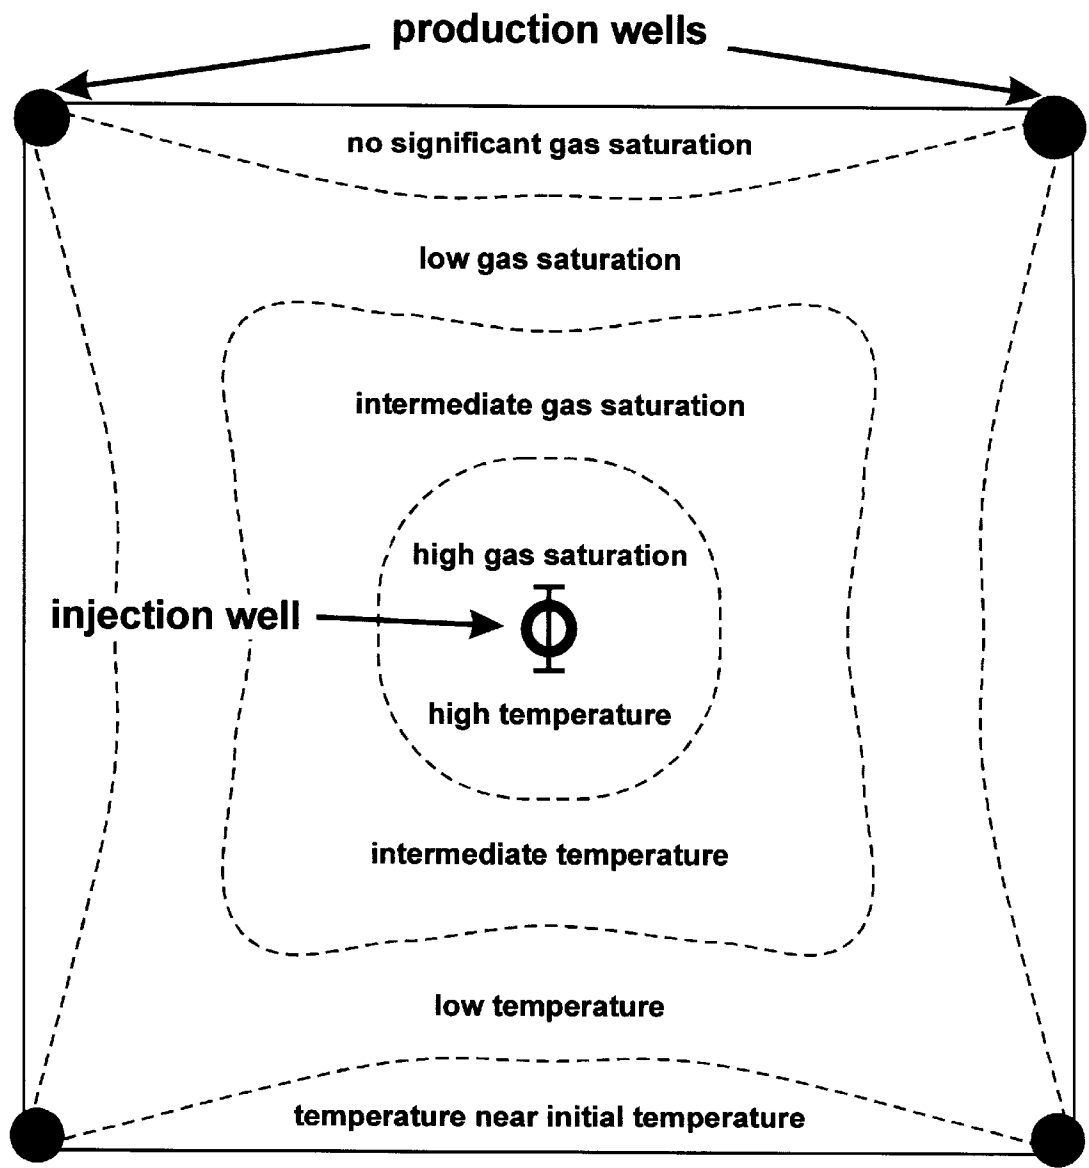 production wells
no significant gas saturation
low gas saturation
intermediate gas saturation
high gas saturation
injection well
high temperature
intermediate temperature
low temperature
temperature near initial temperature